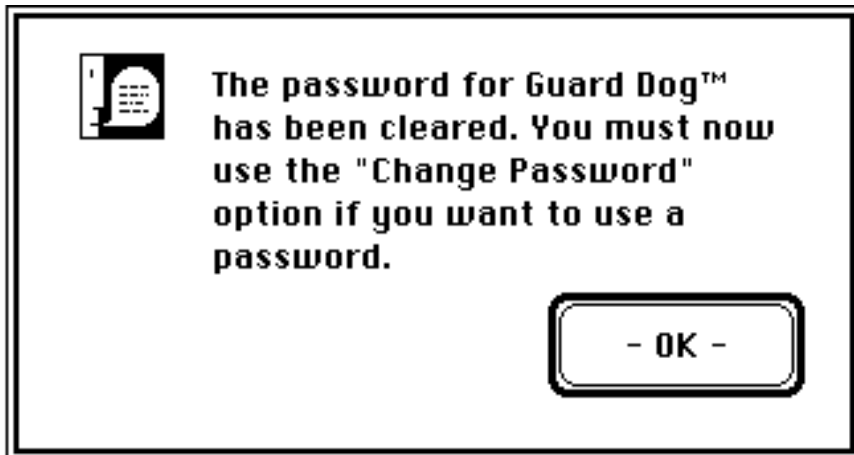 The password for Guard Dog™
has been cleared. You must now
use the "Change Password"
option if you want to use a
password.
- OK -